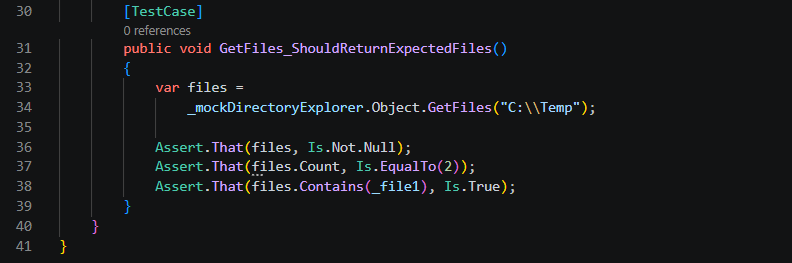 30 [TestCase]
0 references
31 public void GetFiles_ShouldReturnExpectedFiles()
32 {
33 var files =
34 _mockDirectoryExplorer.Object.GetFiles("C:\\Temp");
35
36 Assert.That(files, Is.Not.Null);
37 Assert.That(files.Count, Is.EqualTo(2));
38 Assert.That(files.Contains(_file1), Is.True);
39 }
40 }
41 }